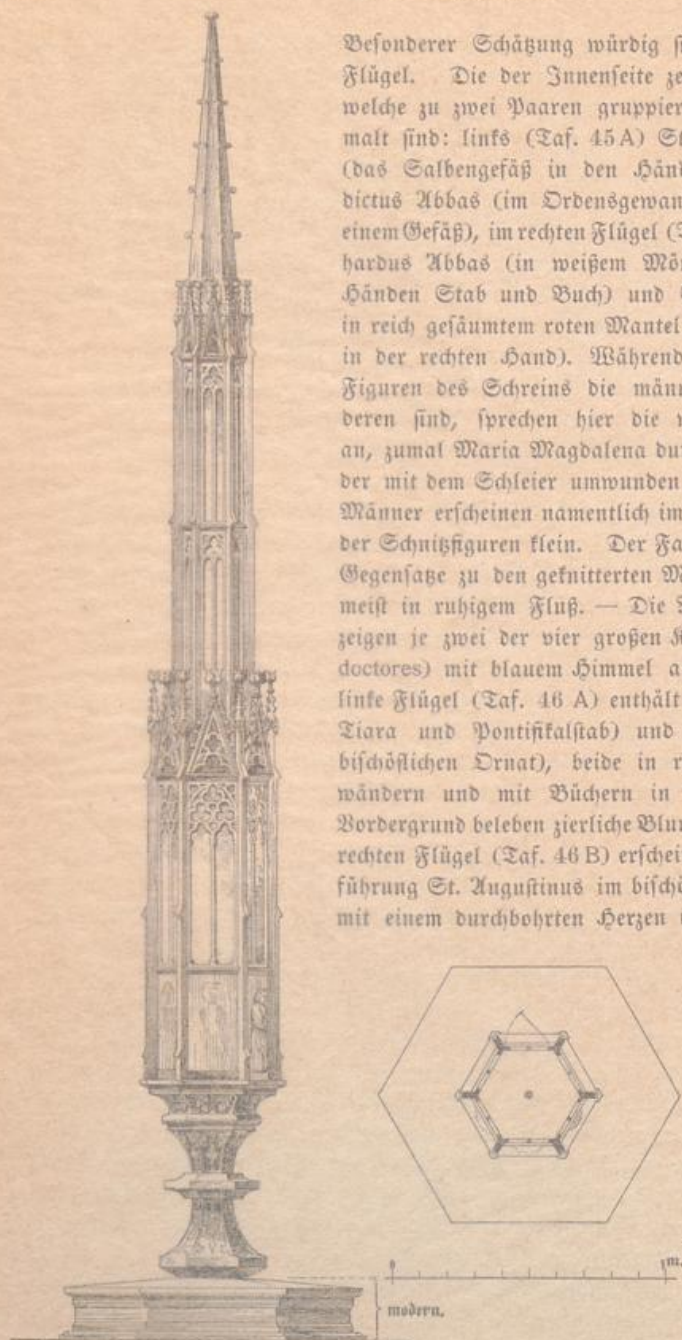 Besonderer Schätzung würdig
Flügel. Die der Innenseite
welche zu zwei Paaren gruppier
malt sind: links (Taf. 45 A)
(das Salbengefäß in den Händ
dictus Abbas (im Ordensgewan
einem Gefäß), im rechten Flügel
hardus Abbas (in weißem Mön
Händen Stab und Buch) und
in reich gesäumtem roten Mantel
in der rechten Hand). Während
Figuren des Schreins die männ
deren sind, sprechen hier die
an, zumal Maria Magdalena
der mit dem Schleier umwunden
Männer erscheinen namentlich im
der Schnitzfiguren klein. Der Fa
Gegensatze zu den geknitterten
meist in ruhigem Fluß. — Die
zeigen je zwei der vier großen
doctores) mit blauem Himmel a
linke Flügel (Taf. 46 A) enthält
Tiara und Pontifikalstab) und
bischöflichen Ornat), beide in
wändern und mit Büchern in
Vordergrund beleben zierliche Blum
rechten Flügel (Taf. 46 B) erschei
führung St. Augustinus im bischö
mit einem durchbohrten Herzen
0
1 m.
modern.